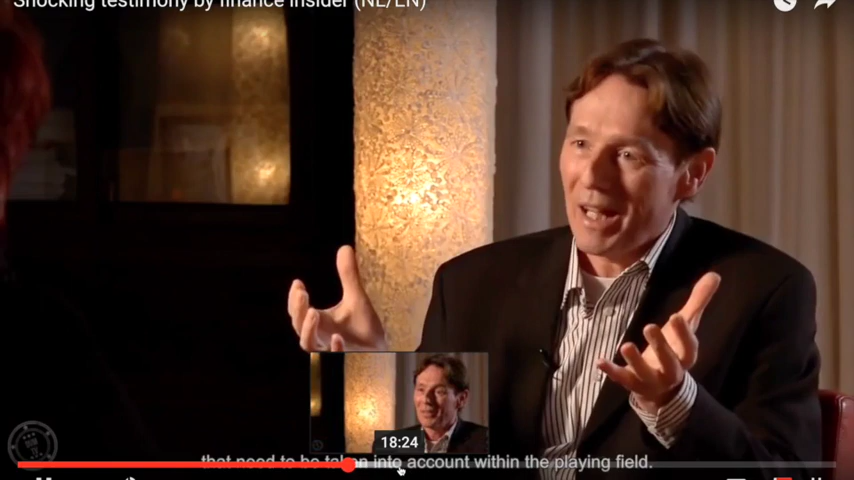 Shocking testimony by finance insider (NL/EN)
18:24
that need to be taken into account within the playing field.